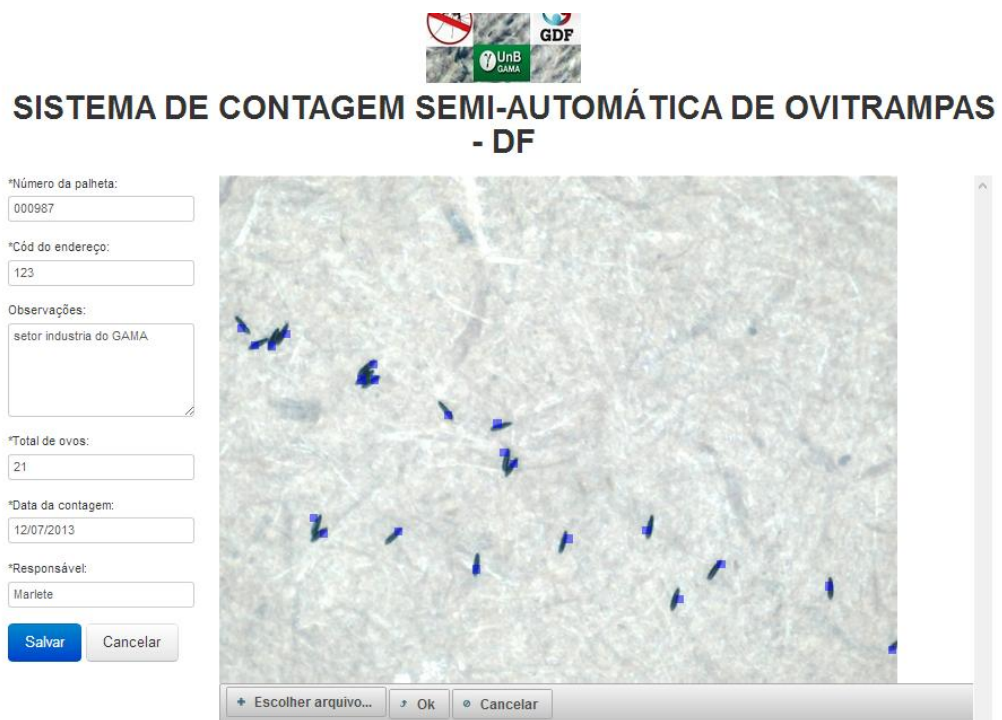 GDF
UnB
GAMA
SISTEMA DE CONTAGEM SEMI-AUTOMÁTICA DE OVITRAMPAS
- DF
*Número da palheta:
000987
*Cód do endereço:
123
Observações:
setor industria do GAMA
*Total de ovos:
21
*Data da contagem:
12/07/2013
*Responsável:
Marlete
Salvar Cancelar
Escolher arquivo... Ok Cancelar